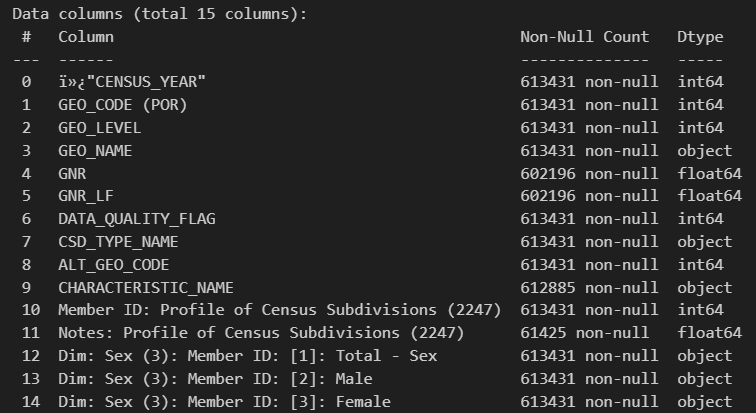 Data columns (total 15 columns):
 #   Column                                            Non-Null Count   Dtype
---  ------                                            --------------   -----
 0   ï»¿"CENSUS_YEAR"                                  613431 non-null  int64
 1   GEO_CODE (POR)                                    613431 non-null  int64
 2   GEO_LEVEL                                         613431 non-null  int64
 3   GEO_NAME                                          613431 non-null  object
 4   GNR                                               602196 non-null  float64
 5   GNR_LF                                            602196 non-null  float64
 6   DATA_QUALITY_FLAG                                 613431 non-null  int64
 7   CSD_TYPE_NAME                                     613431 non-null  object
 8   ALT_GEO_CODE                                      613431 non-null  int64
 9   CHARACTERISTIC_NAME                               612885 non-null  object
 10  Member ID: Profile of Census Subdivisions (2247)  613431 non-null  int64
 11  Notes: Profile of Census Subdivisions (2247)      61425 non-null   float64
 12  Dim: Sex (3): Member ID: [1]: Total - Sex         613431 non-null  object
 13  Dim: Sex (3): Member ID: [2]: Male                613431 non-null  object
 14  Dim: Sex (3): Member ID: [3]: Female              613431 non-null  object